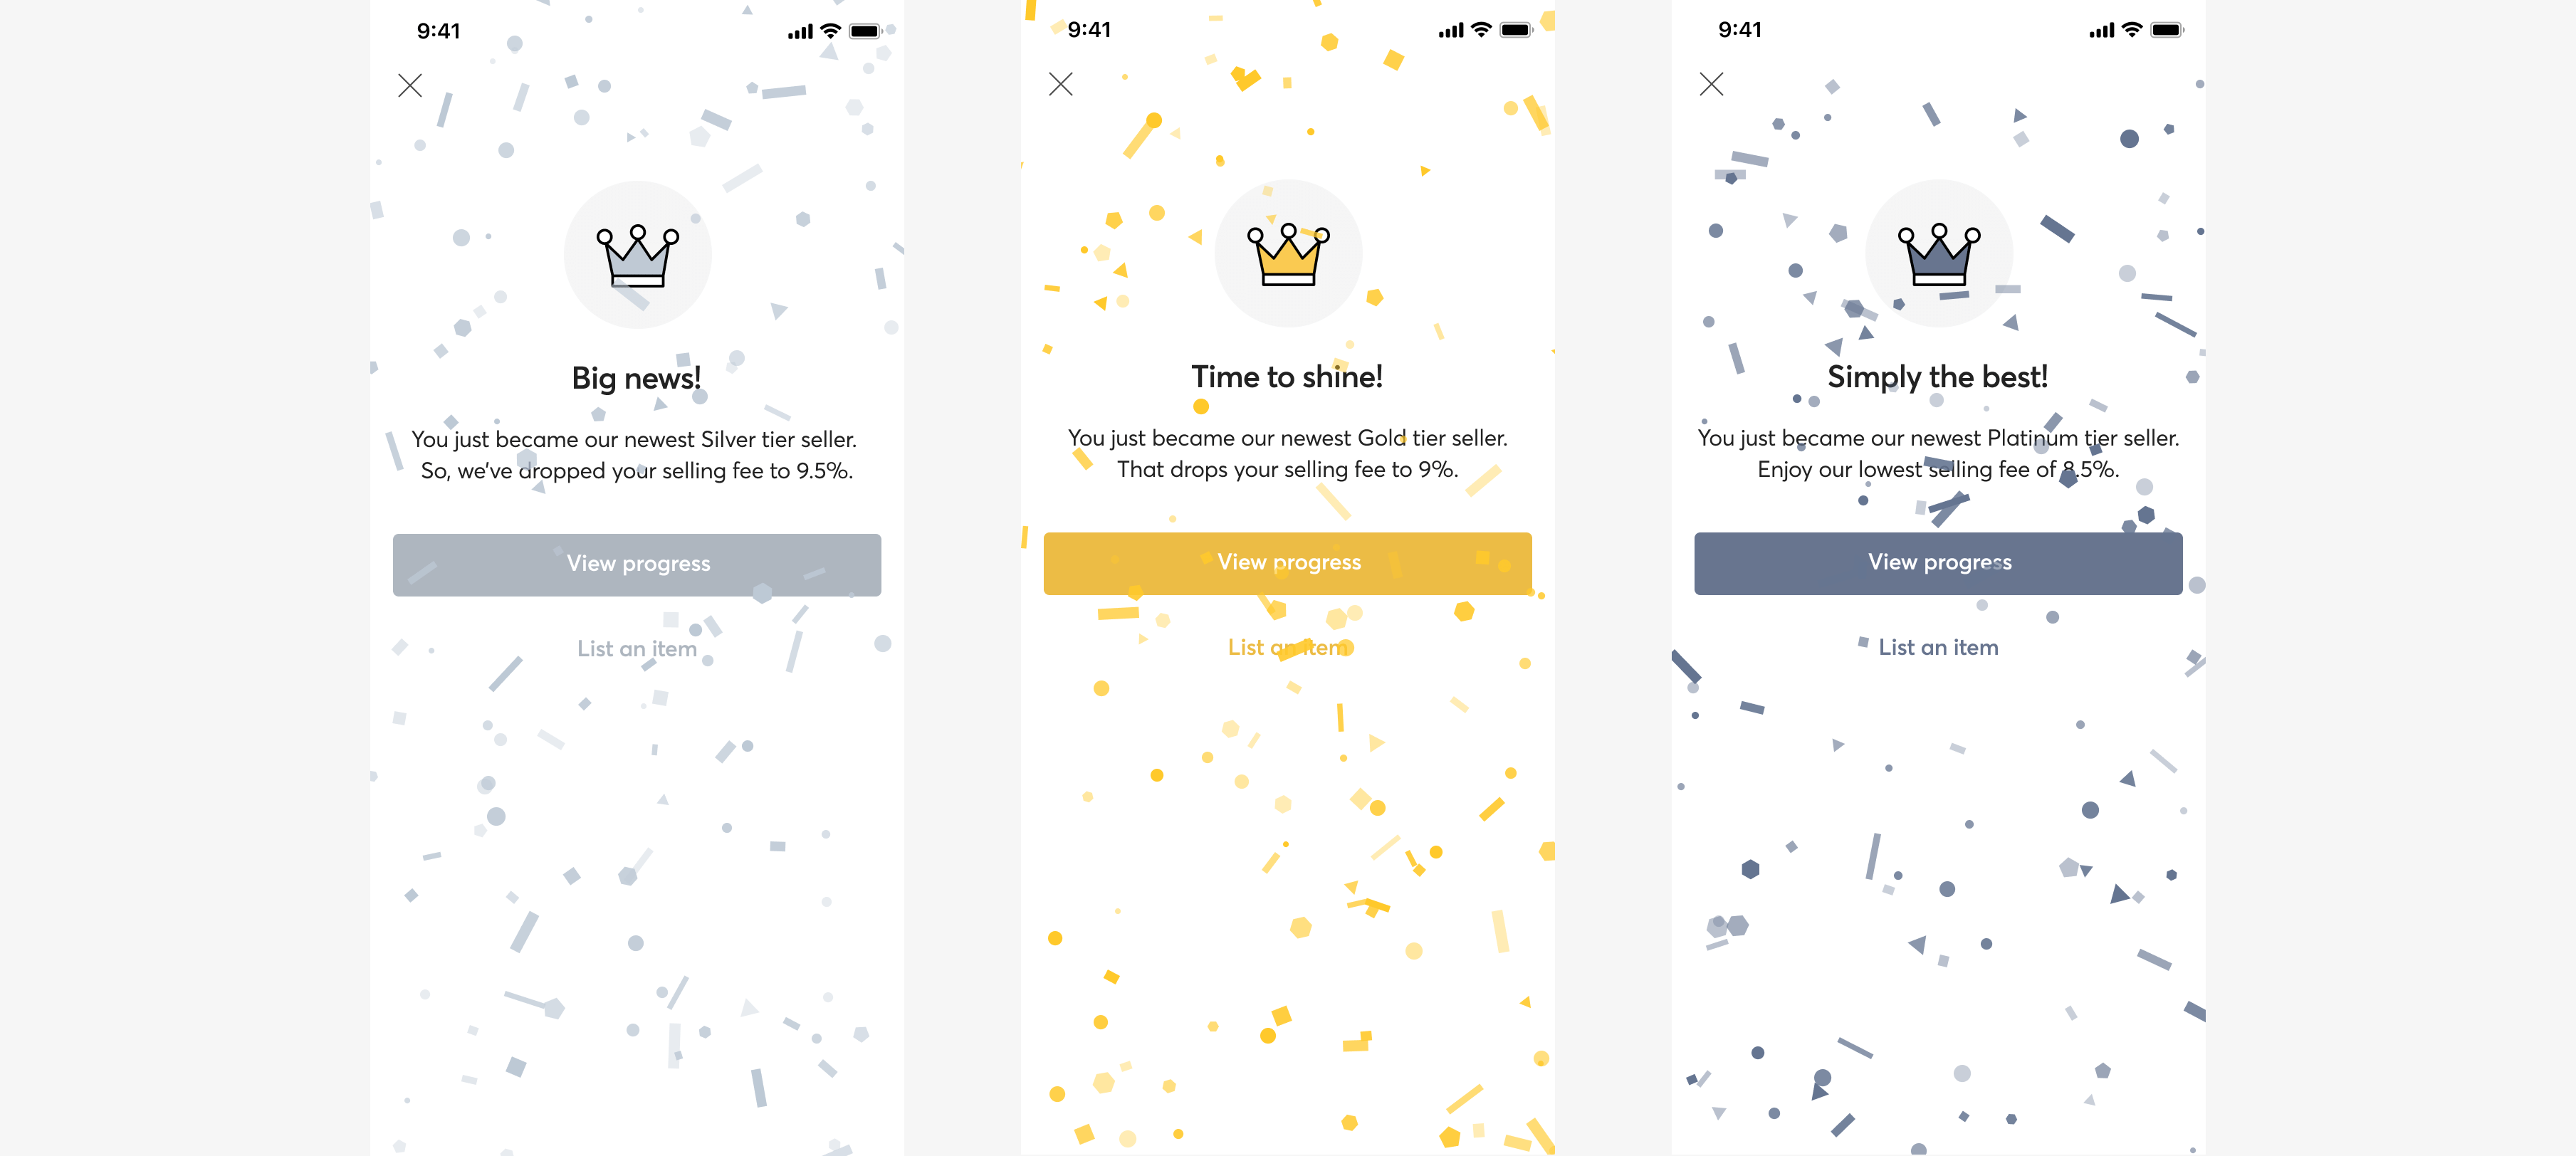 9:41
Big news!
You just became our newest Silver tier seller.
So, we've dropped your selling fee to 9.5%.
View progress
List an item
9:41
Time to shine!
You just became our newest Gold tier seller.
That drops your selling fee to 9%.
View progress
List an item
9:41
Simply the best!
You just became our newest Platinum tier seller.
Enjoy our lowest selling fee of 8.5%.
View progress
List an item